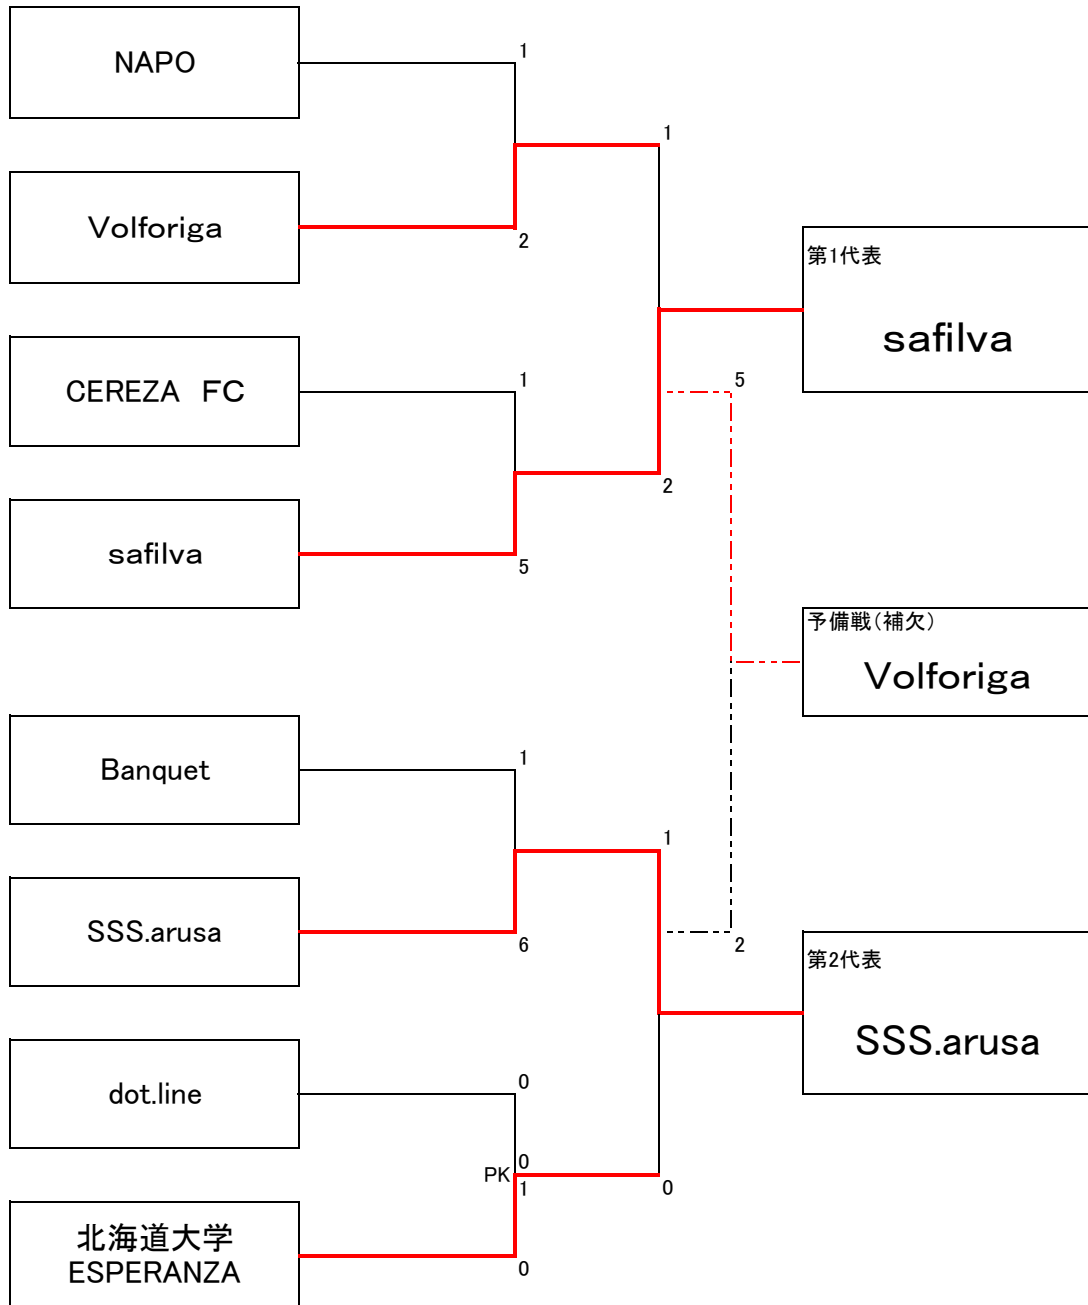 NAPO
1
1
Volforiga
2
第1代表
safilva
CEREZA FC
1
5
2
safilva
5
予備戦(補欠)
Volforiga
Banquet
1
1
SSS.arusa
6
2
第2代表
SSS.arusa
dot.line
0
0
PK
1
0
北海道大学
ESPERANZA
0